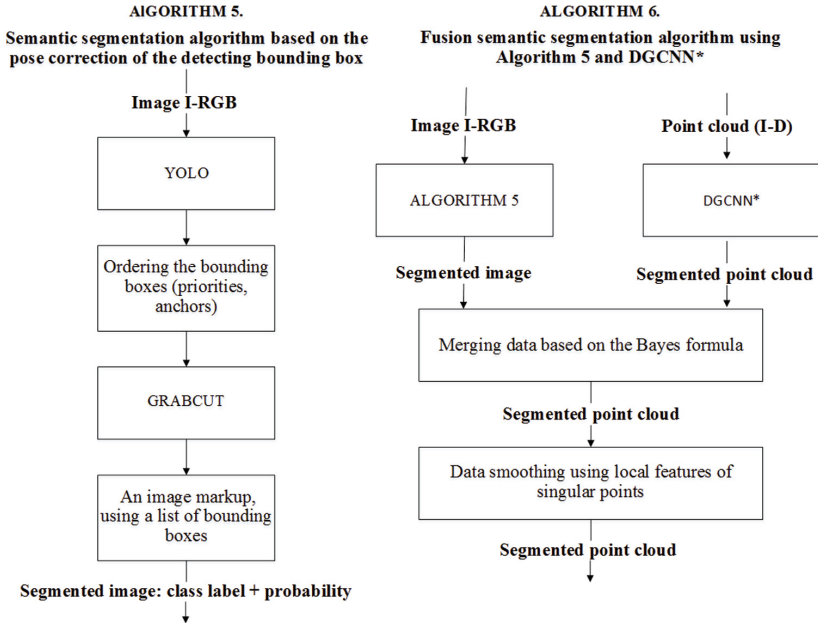 AlGORITHM 5.
Semantic segmentation algorithm based on the
pose correction of the detecting bounding box
Image I-RGB
YOLO
Ordering the bounding
boxes (priorities,
anchors)
GRABCUT
An image markup,
using a list of bounding
boxes
Segmented image: class label + probability
ALGORITHM 6.
Fusion semantic segmentation algorithm using
Algorithm 5 and DGCNN*
Image I-RGB
Point cloud (I-D)
ALGORITHM 5
DGCNN*
Segmented image
Segmented point cloud
Merging data based on the Bayes formula
Segmented point cloud
Data smoothing using local features of
singular points
Segmented point cloud